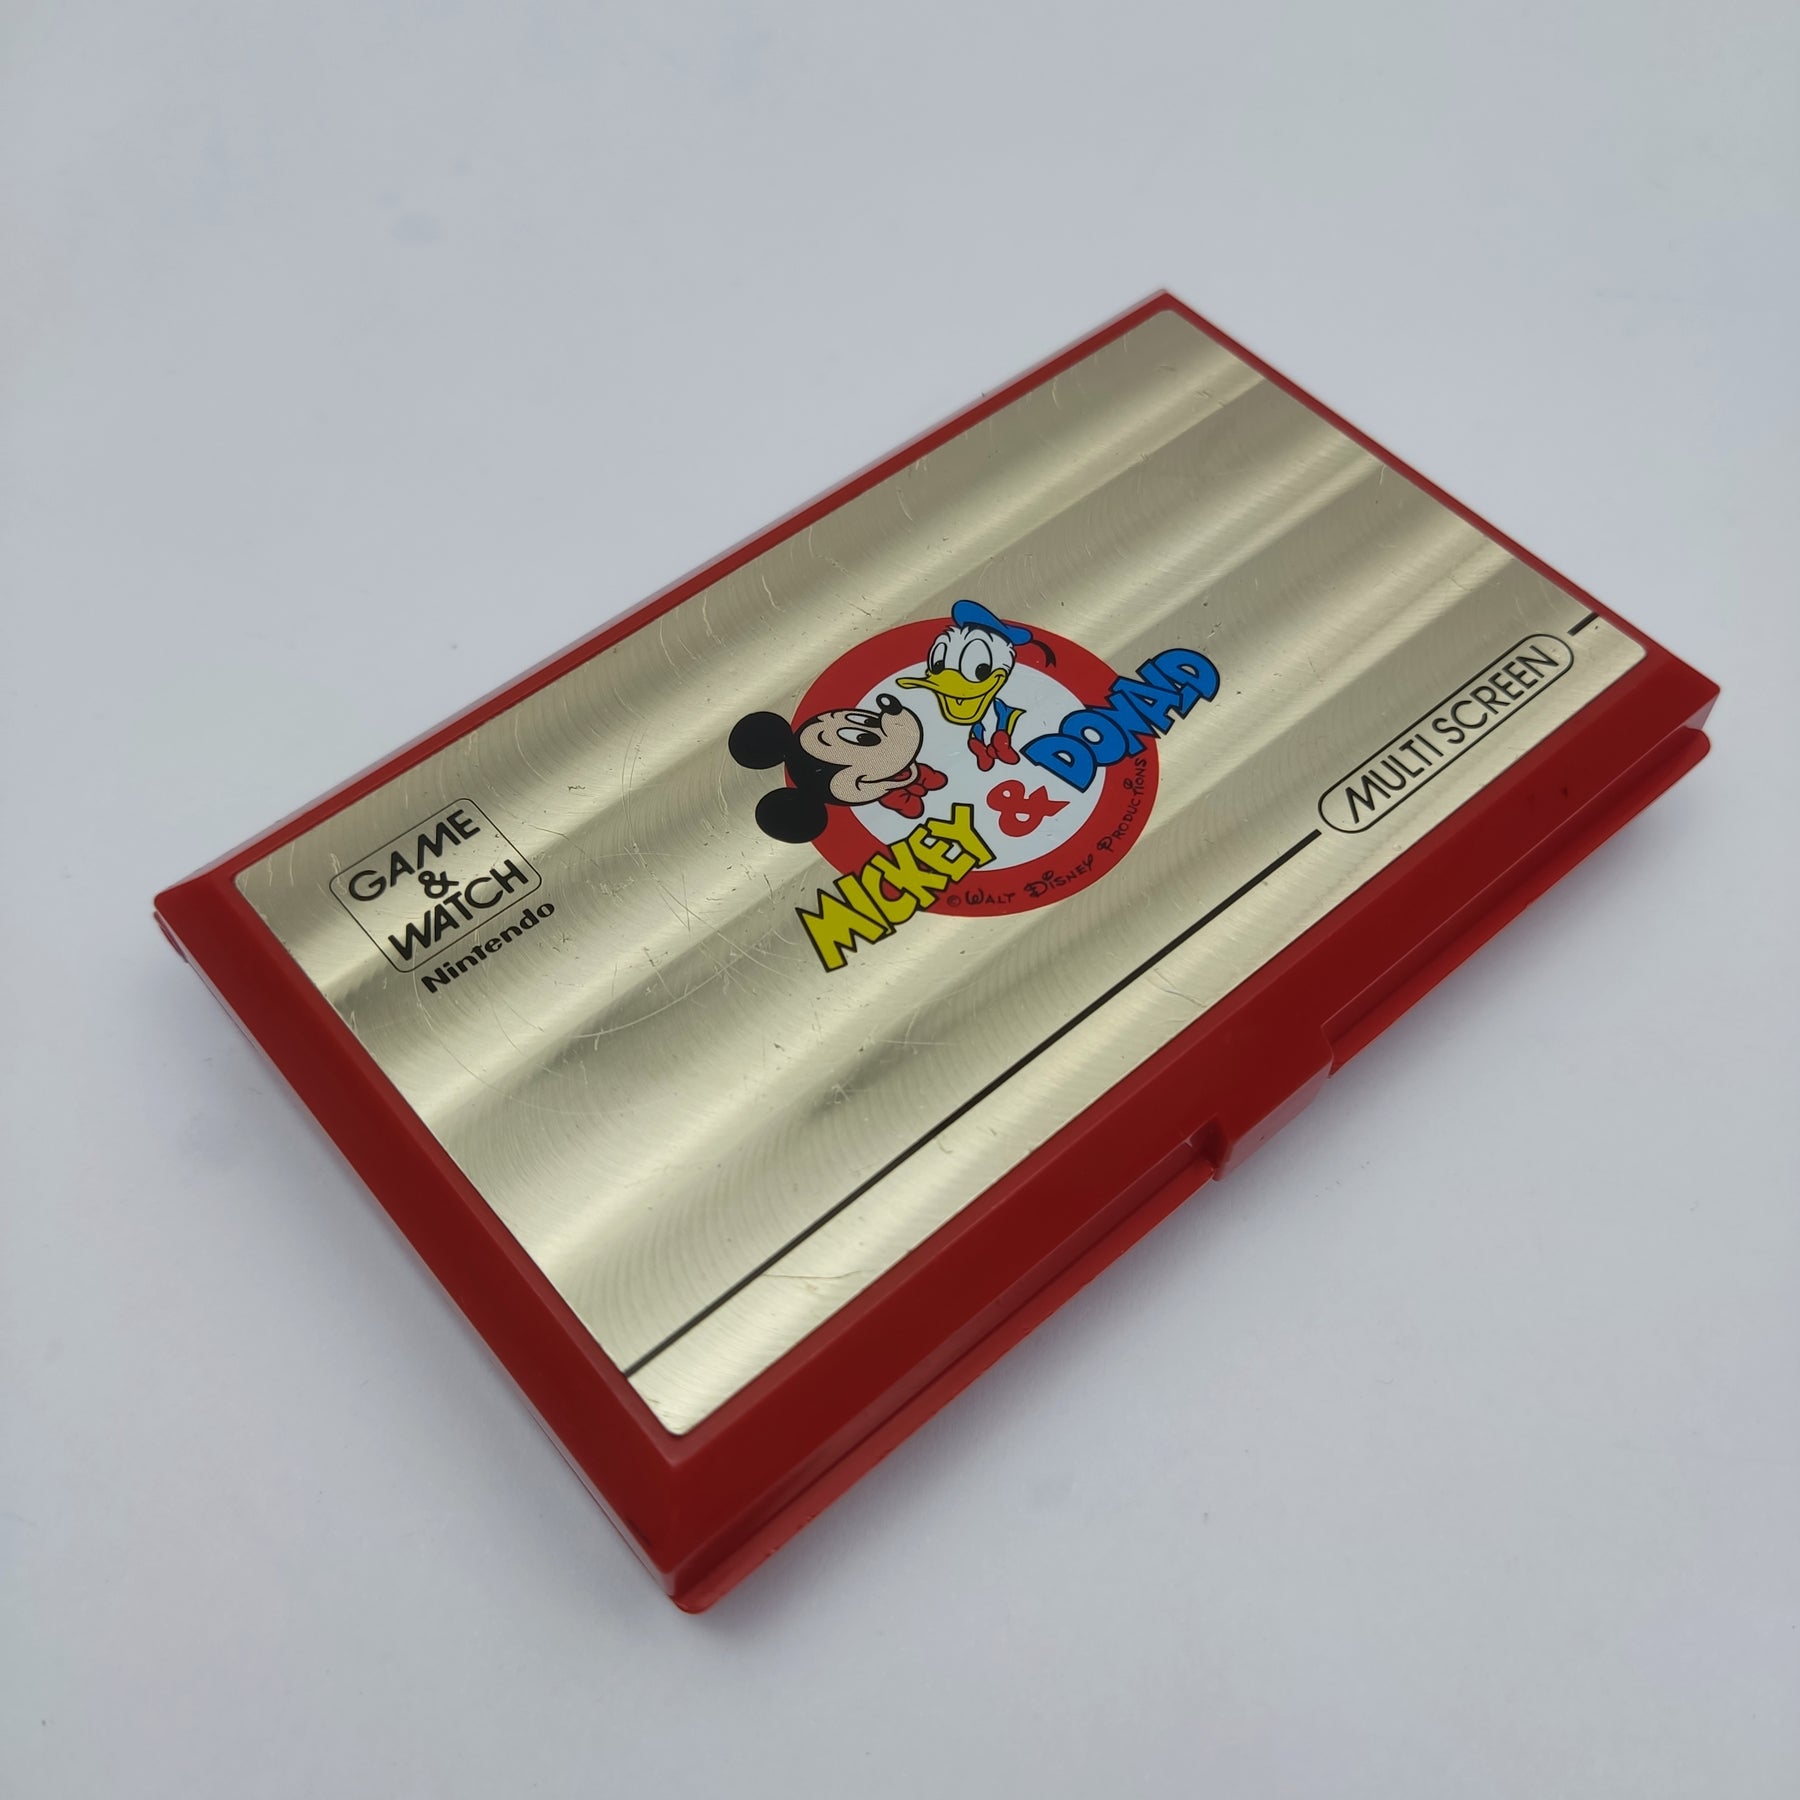 GAME
&
WATCH
Nintendo
MICKEY & DONALD
© WALT DISNEY PRODUCTIONS
MULTI SCREEN